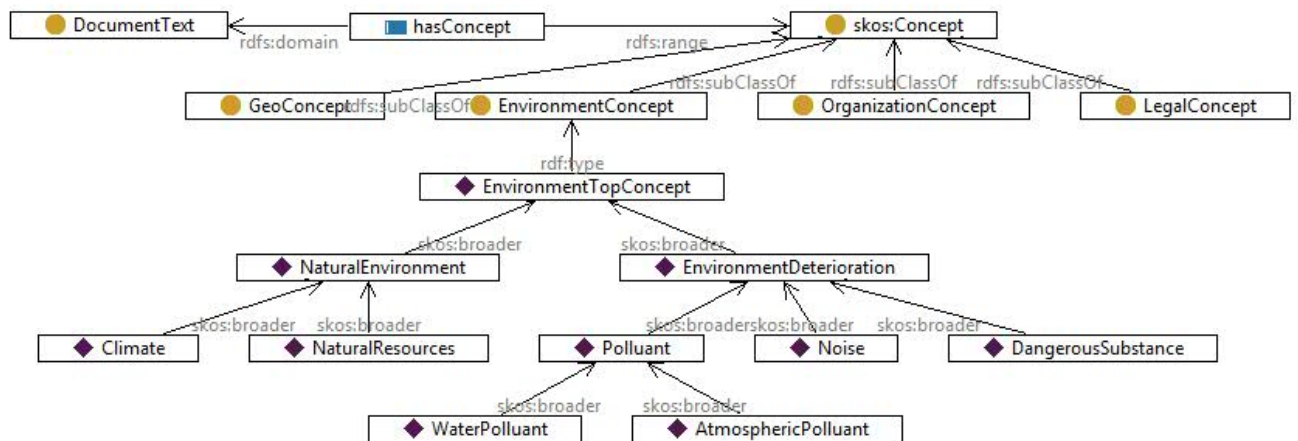 DocumentText hasConcept skos:Concept
rdfs:domain rdfs:range
rdfs:subClassOf rdfs:subClassOf rdfs:subClassOf
GeoConcept rdfs:subClassOf EnvironmentConcept OrganizationConcept LegalConcept
rdf:type
EnvironmentTopConcept
skos:broader skos:broader
NaturalEnvironment EnvironmentDeterioration
skos:broader skos:broader skos:broader skos:broader skos:broader
Climate NaturalResources Polluant Noise DangerousSubstance
skos:broader skos:broader
WaterPolluant AtmosphericPolluant